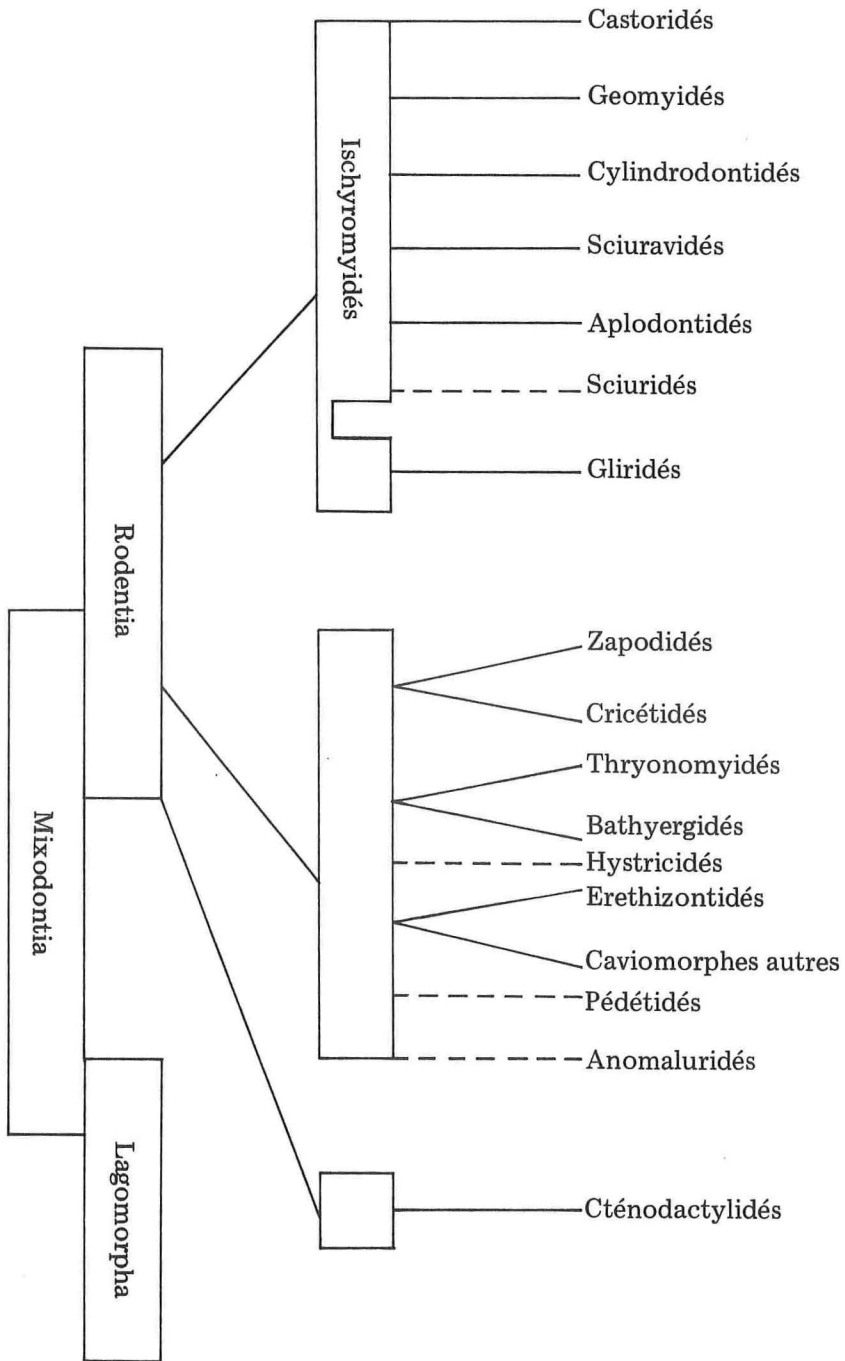 Castoridés
Geomyidés
Cylindrodontidés
Sciuravidés
Aplodontidés
Sciuridés
Gliridés
Ischyromyidés
Zapodidés
Cricétidés
Thryonomyidés
Bathyergidés
Hystricidés
Erethizontidés
Caviomorphes autres
Pédétidés
Anomaluridés
Cténodactylidés
Rodentia
Mixodontia
Lagomorpha